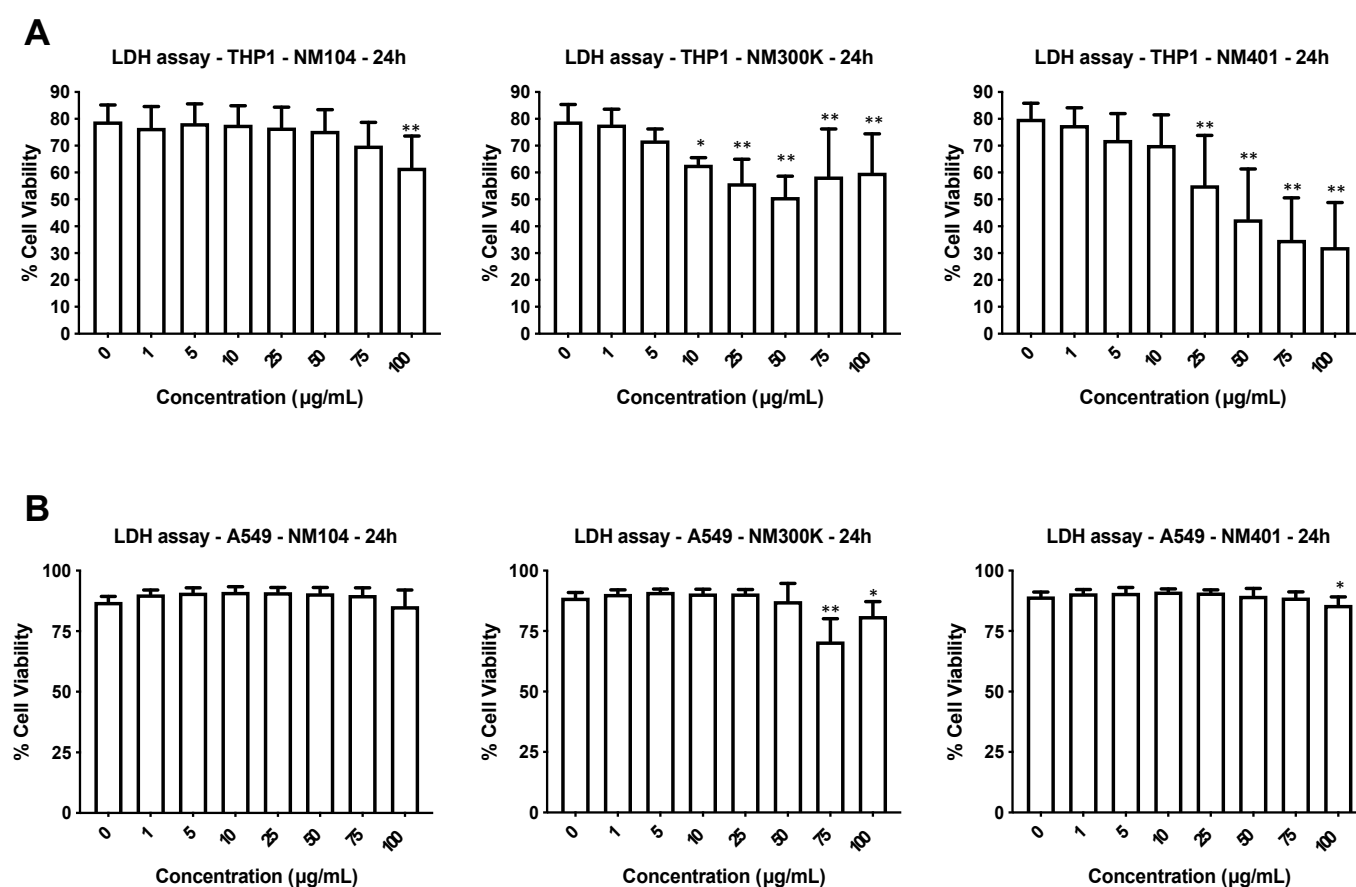 A
LDH assay - THP1 - NM104 - 24h
% Cell Viability
90
80
70
60
50
40
30
20
10
0
**
0 1 5 10 25 50 75 100
Concentration (µg/mL)
LDH assay - THP1 - NM300K - 24h
% Cell Viability
90
80
70
60
50
40
30
20
10
0
* ** ** ** **
0 1 5 10 25 50 75 100
Concentration (µg/mL)
LDH assay - THP1 - NM401 - 24h
% Cell Viability
90
80
70
60
50
40
30
20
10
0
** ** ** **
0 1 5 10 25 50 75 100
Concentration (µg/mL)
B
LDH assay - A549 - NM104 - 24h
% Cell Viability
100
75
50
25
0
0 1 5 10 25 50 75 100
Concentration (µg/mL)
LDH assay - A549 - NM300K - 24h
% Cell Viability
100
75
50
25
0
** *
0 1 5 10 25 50 75 100
Concentration (µg/mL)
LDH assay - A549 - NM401 - 24h
% Cell Viability
100
75
50
25
0
*
0 1 5 10 25 50 75 100
Concentration (µg/mL)